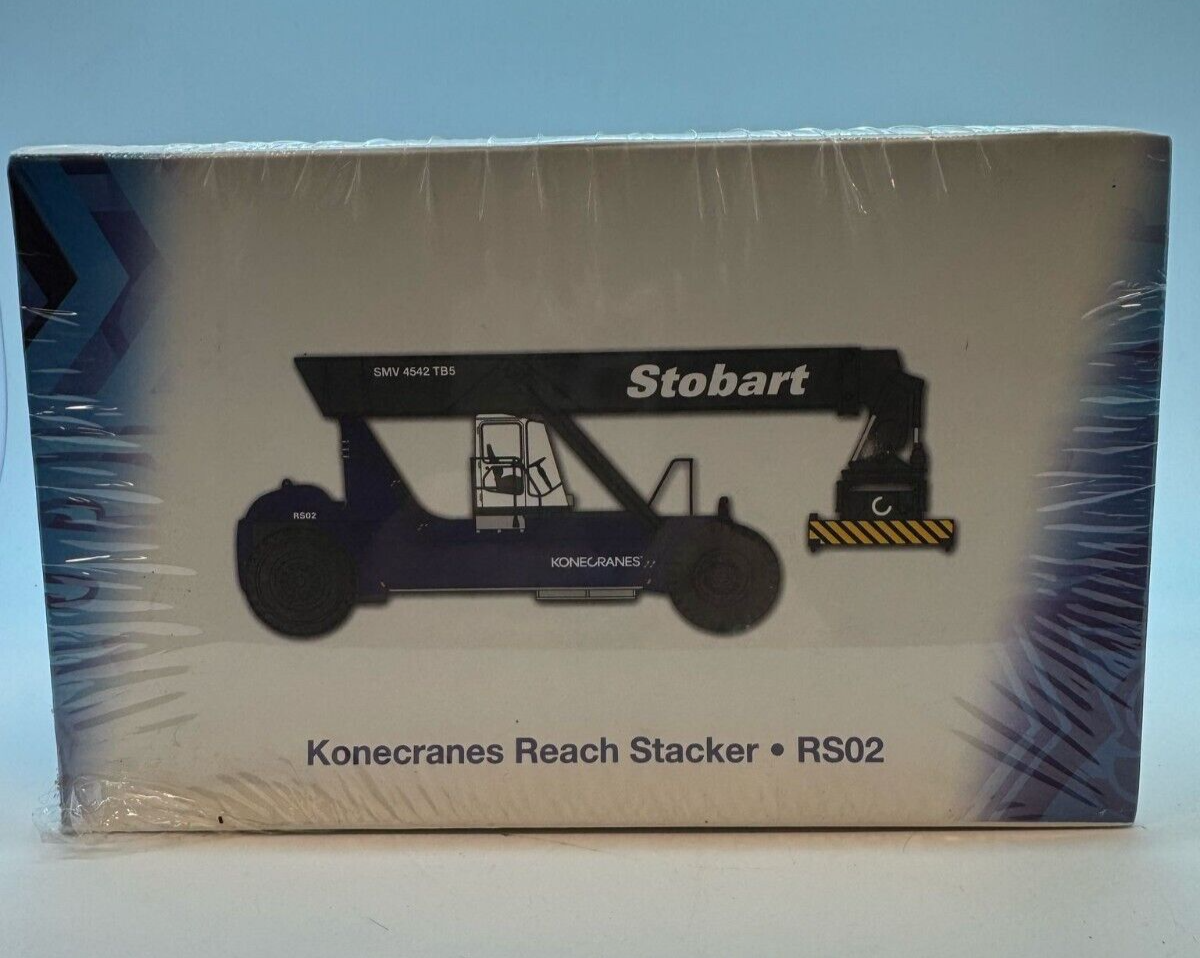 SMV 4542 TB5
Stobart
RS02
KONECRANES
Konecranes Reach Stacker • RS02